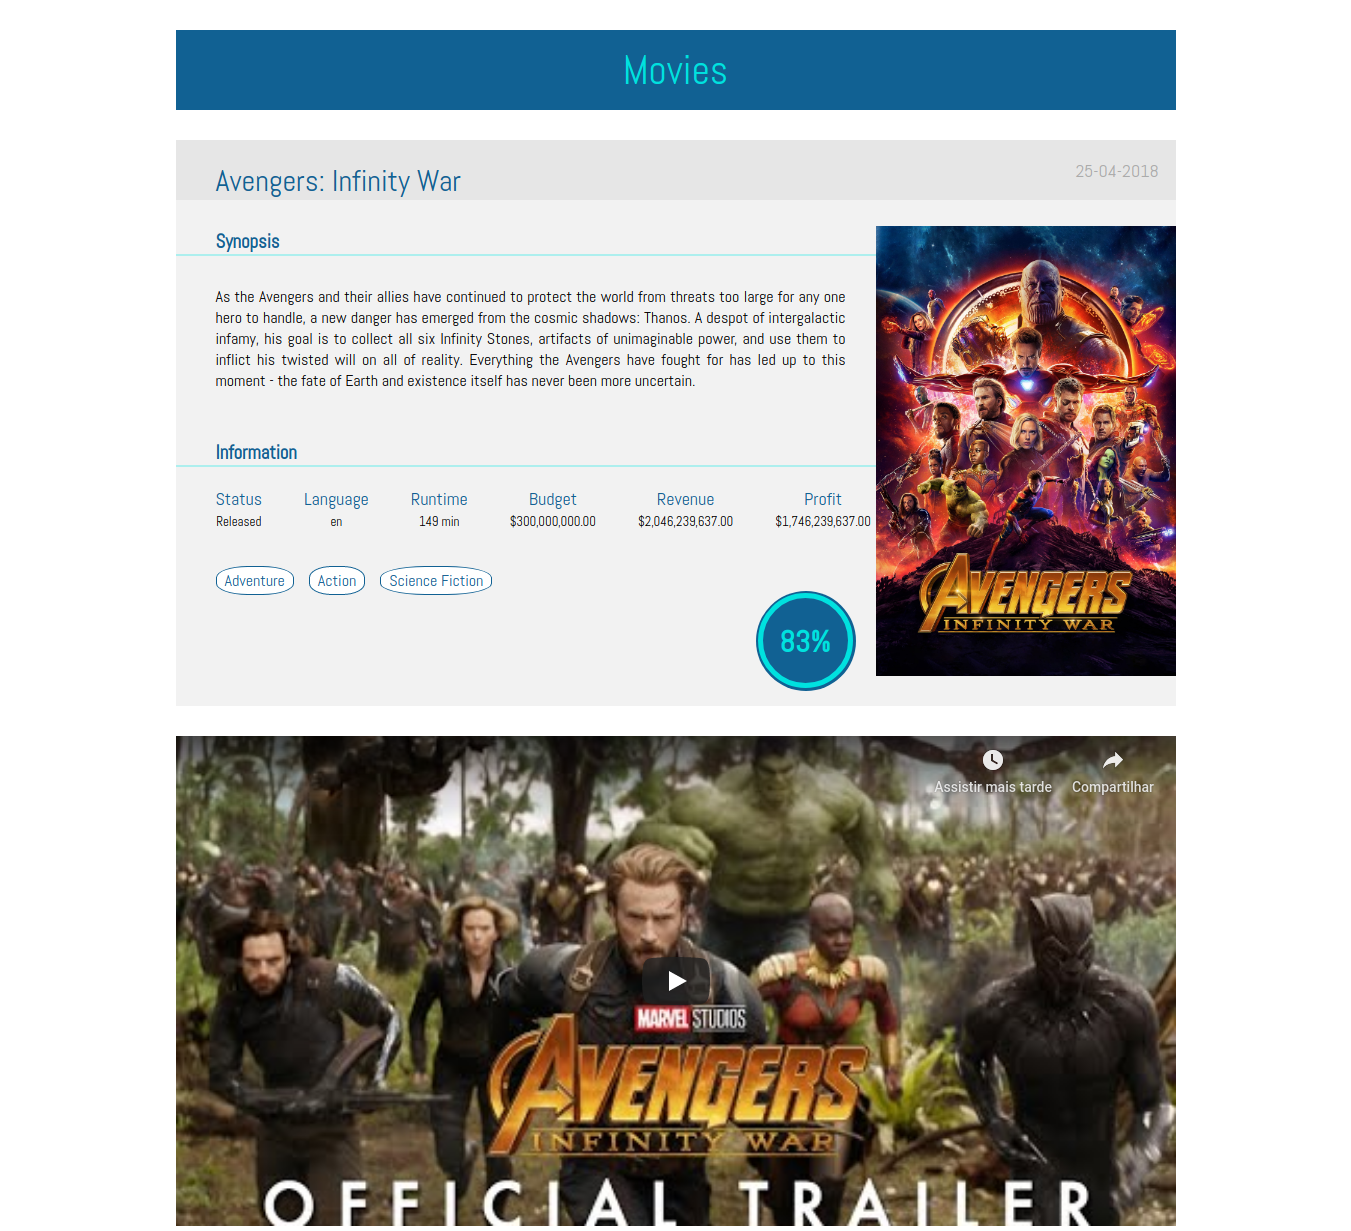 Movies
Avengers: Infinity War
25-04-2018
Synopsis
As the Avengers and their allies have continued to protect the world from threats too large for any one
hero to handle, a new danger has emerged from the cosmic shadows: Thanos. A despot of intergalactic
infamy, his goal is to collect all six Infinity Stones, artifacts of unimaginable power, and use them to
inflict his twisted will on all of reality. Everything the Avengers have fought for has led up to this
moment - the fate of Earth and existence itself has never been more uncertain.
Information
Status Language Runtime Budget Revenue Profit
Released en 149 min $300,000,000.00 $2,046,239,637.00 $1,746,239,637.00
Adventure Action Science Fiction
83%
AVENGERS
INFINITY WAR
Assistir mais tarde Compartilhar
MARVEL STUDIOS
AVENGERS
INFINITY WAR
OFFICIAL TRAILER